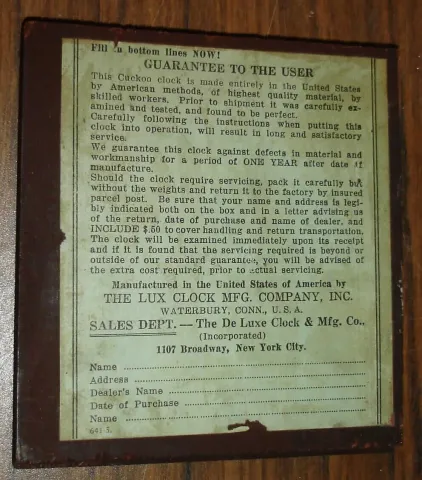 Fill in bottom lines NOW!
GUARANTEE TO THE USER
This Cuckoo clock is made entirely in the United States
by American methods, of highest quality material, by
skilled workers. Prior to shipment it was carefully ex-
amined and tested, and found to be perfect.
Carefully following the instructions when putting this
clock into operation, will result in long and satisfactory
service.
We guarantee this clock against defects in material and
workmanship for a period of ONE YEAR after date of
manufacture.
Should the clock require servicing, pack it carefully but
without the weights and return it to the factory by insured
parcel post. Be sure that your name and address is legi-
bly indicated both on the box and in a letter advising us
of the return, date of purchase and name of dealer, and
INCLUDE $.50 to cover handling and return transportation.
The clock will be examined immediately upon its receipt
and if it is found that the servicing required is beyond or
outside of our standard guarantee, you will be advised of
the extra cost required, prior to actual servicing.
Manufactured in the United States of America by
THE LUX CLOCK MFG. COMPANY, INC.
WATERBURY, CONN., U. S. A.
SALES DEPT. — The De Luxe Clock & Mfg. Co.,
(Incorporated)
1107 Broadway, New York City.
Name
Address
Dealer's Name
Date of Purchase
Name